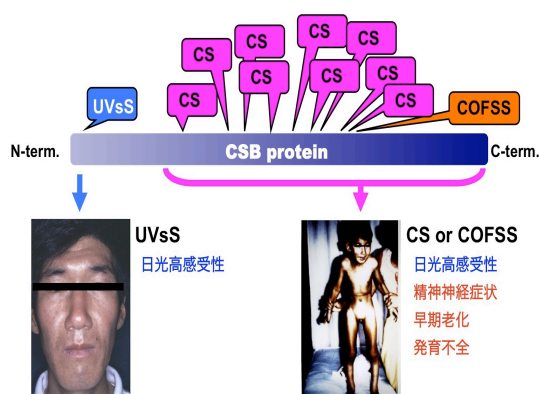 CS
CS
CS
CS
CS
CS
CS
CS
CS
UVsS
COFSS
N-term.
CSB protein
C-term.
UVsS
日光高感受性
CS or COFSS
日光高感受性
精神神経症状
早期老化
発育不全